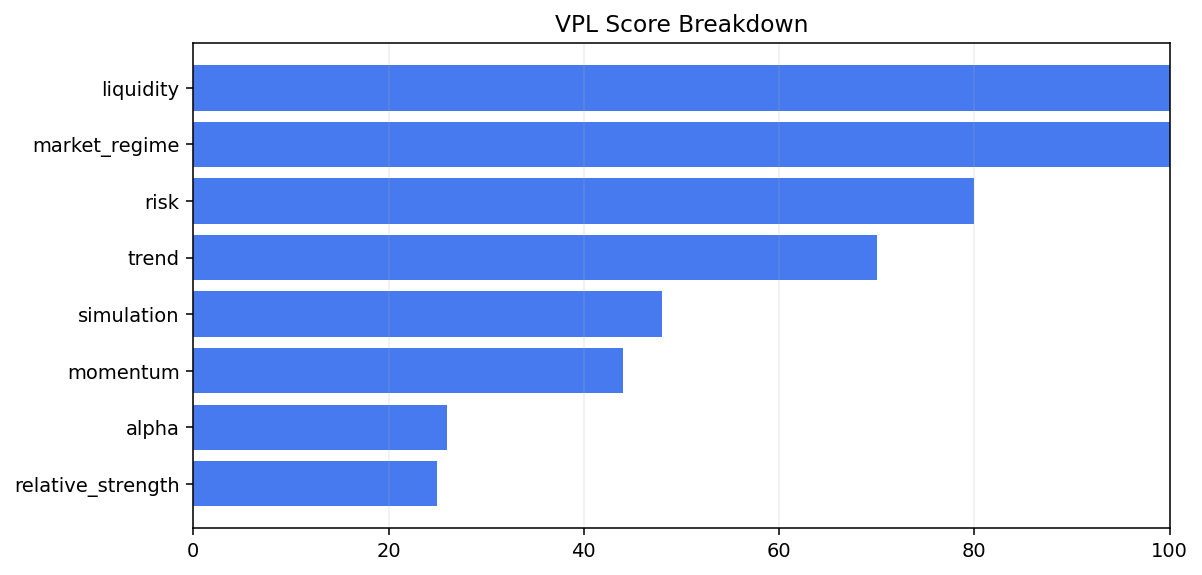 VPL Score Breakdown
liquidity
market_regime
risk
trend
simulation
momentum
alpha
relative_strength
0 20 40 60 80 100